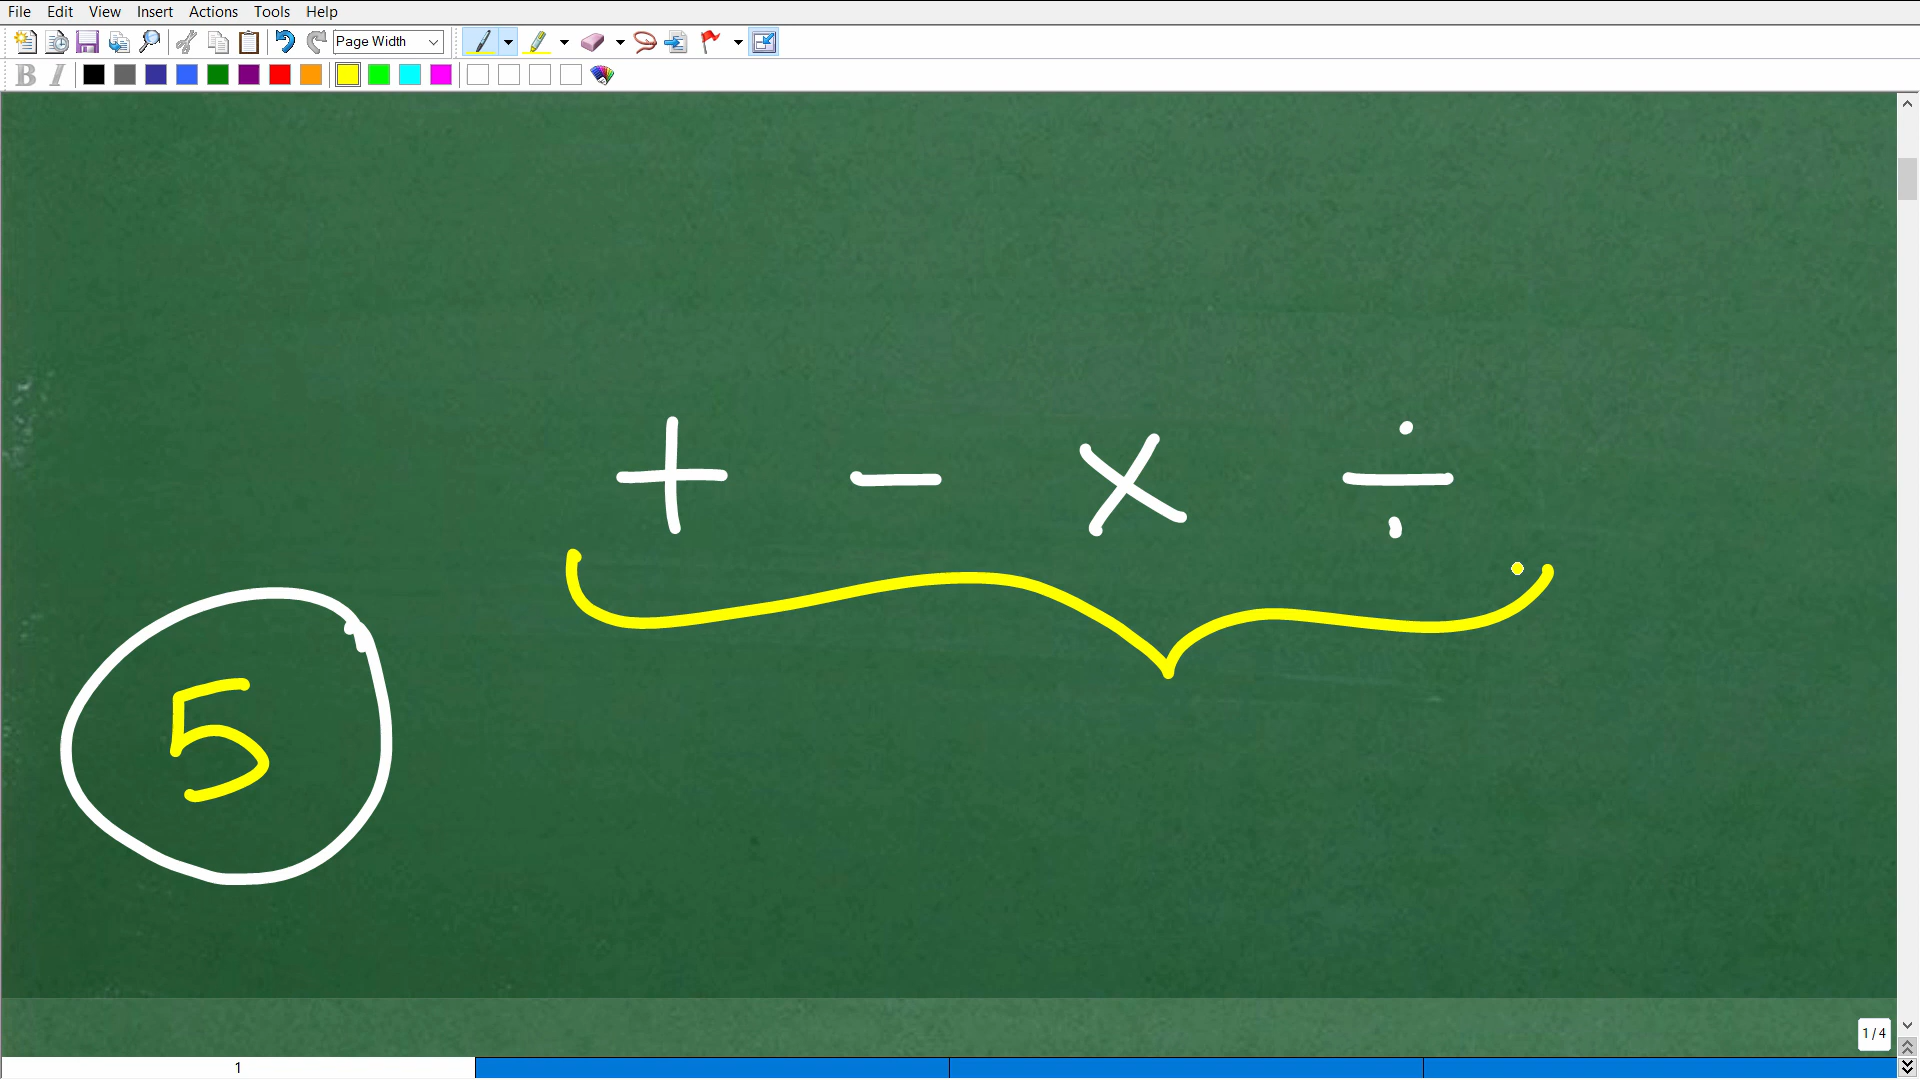 File Edit View Insert Actions Tools Help
Page Width
B I
+ - × ÷
5
1 / 4
1